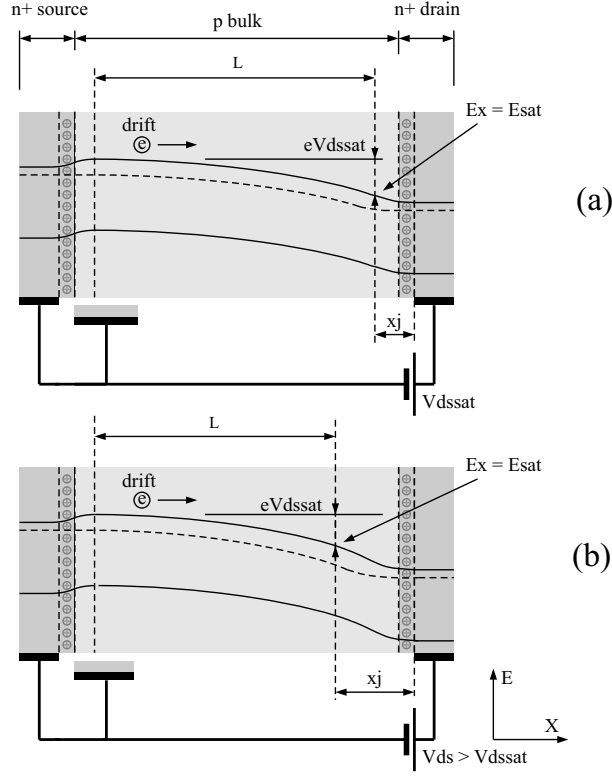 n+ source
p bulk
n+ drain
L
drift
e
eVdssat
Ex = Esat
(a)
xj
Vdssat
L
drift
e
eVdssat
Ex = Esat
(b)
xj
E
X
Vds > Vdssat